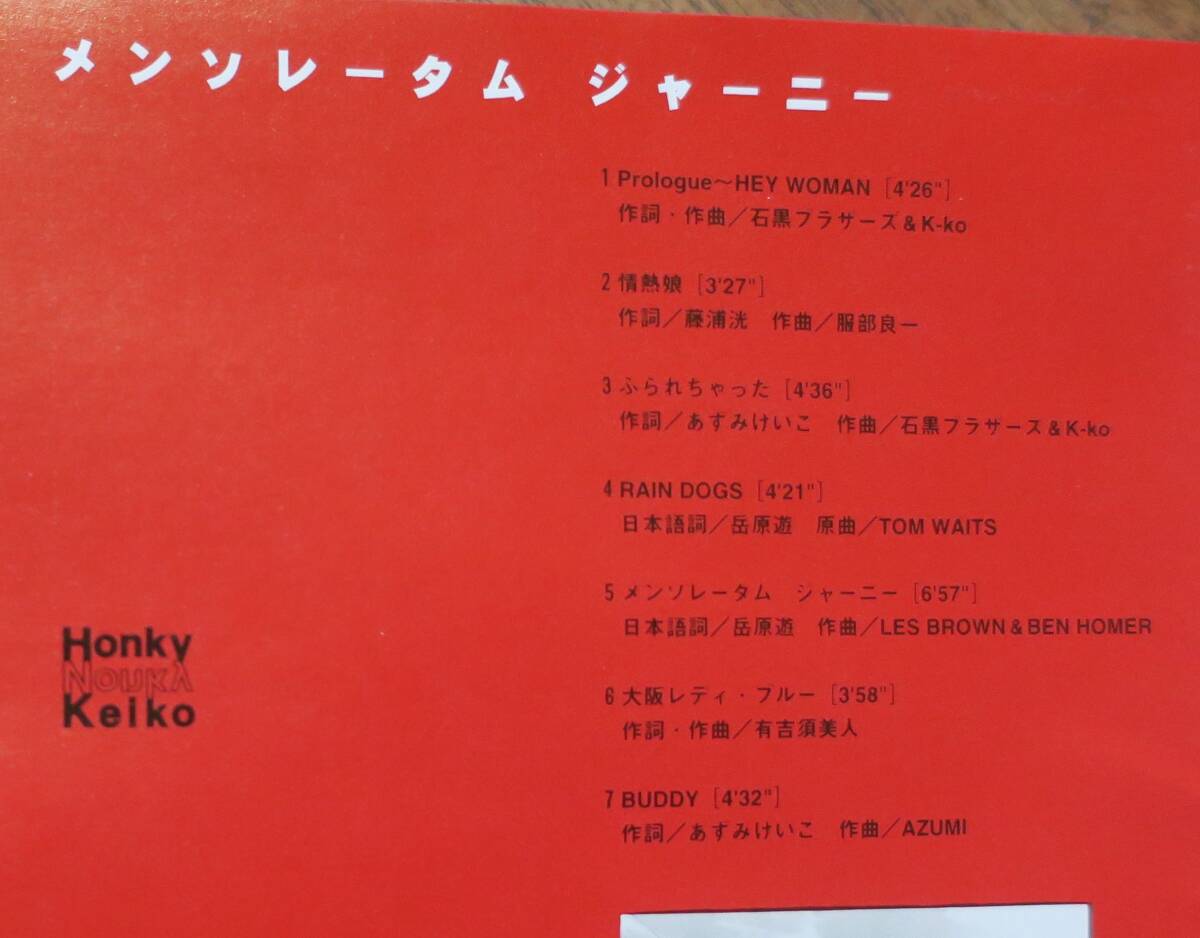 メンソレータム ジャーニー
1 Prologue〜HEY WOMAN [4'26"]
作詞・作曲／石黒ブラザーズ&K-ko
2 情熱娘 [3'27"]
作詞／藤浦洸 作曲／服部良一
3 ふられちゃった [4'36"]
作詞／あずみけいこ 作曲／石黒ブラザーズ&K-ko
4 RAIN DOGS [4'21"]
日本語詞／岳原遊 原曲／TOM WAITS
5 メンソレータム ジャーニー [6'57"]
日本語詞／岳原遊 作曲／LES BROWN & BEN HOMER
6 大阪レディ・ブルー [3'58"]
作詞・作曲／有吉須美人
7 BUDDY [4'32"]
作詞／あずみけいこ 作曲／AZUMI
Honky
Keiko